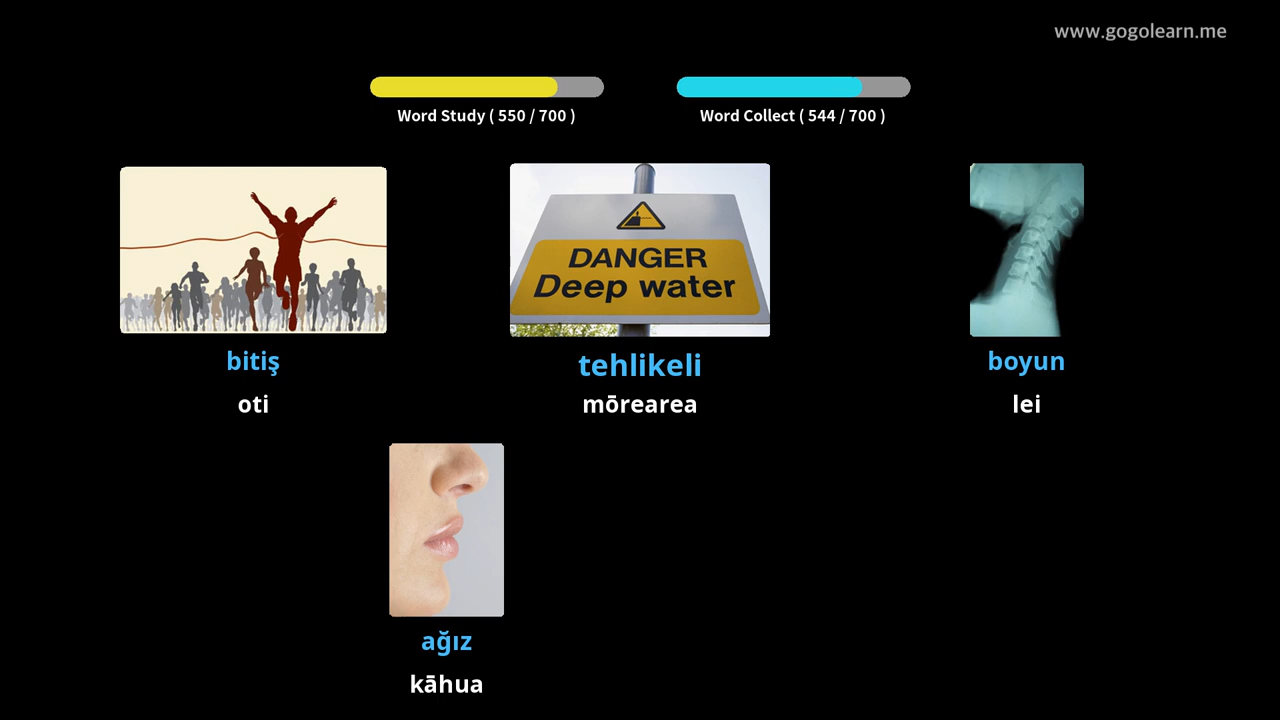 www.gogolearn.me
Word Study ( 550 / 700 )
Word Collect ( 544 / 700 )
DANGER
Deep water
bitiş
tehlikeli
boyun
oti
mōrearea
lei
ağız
kāhua